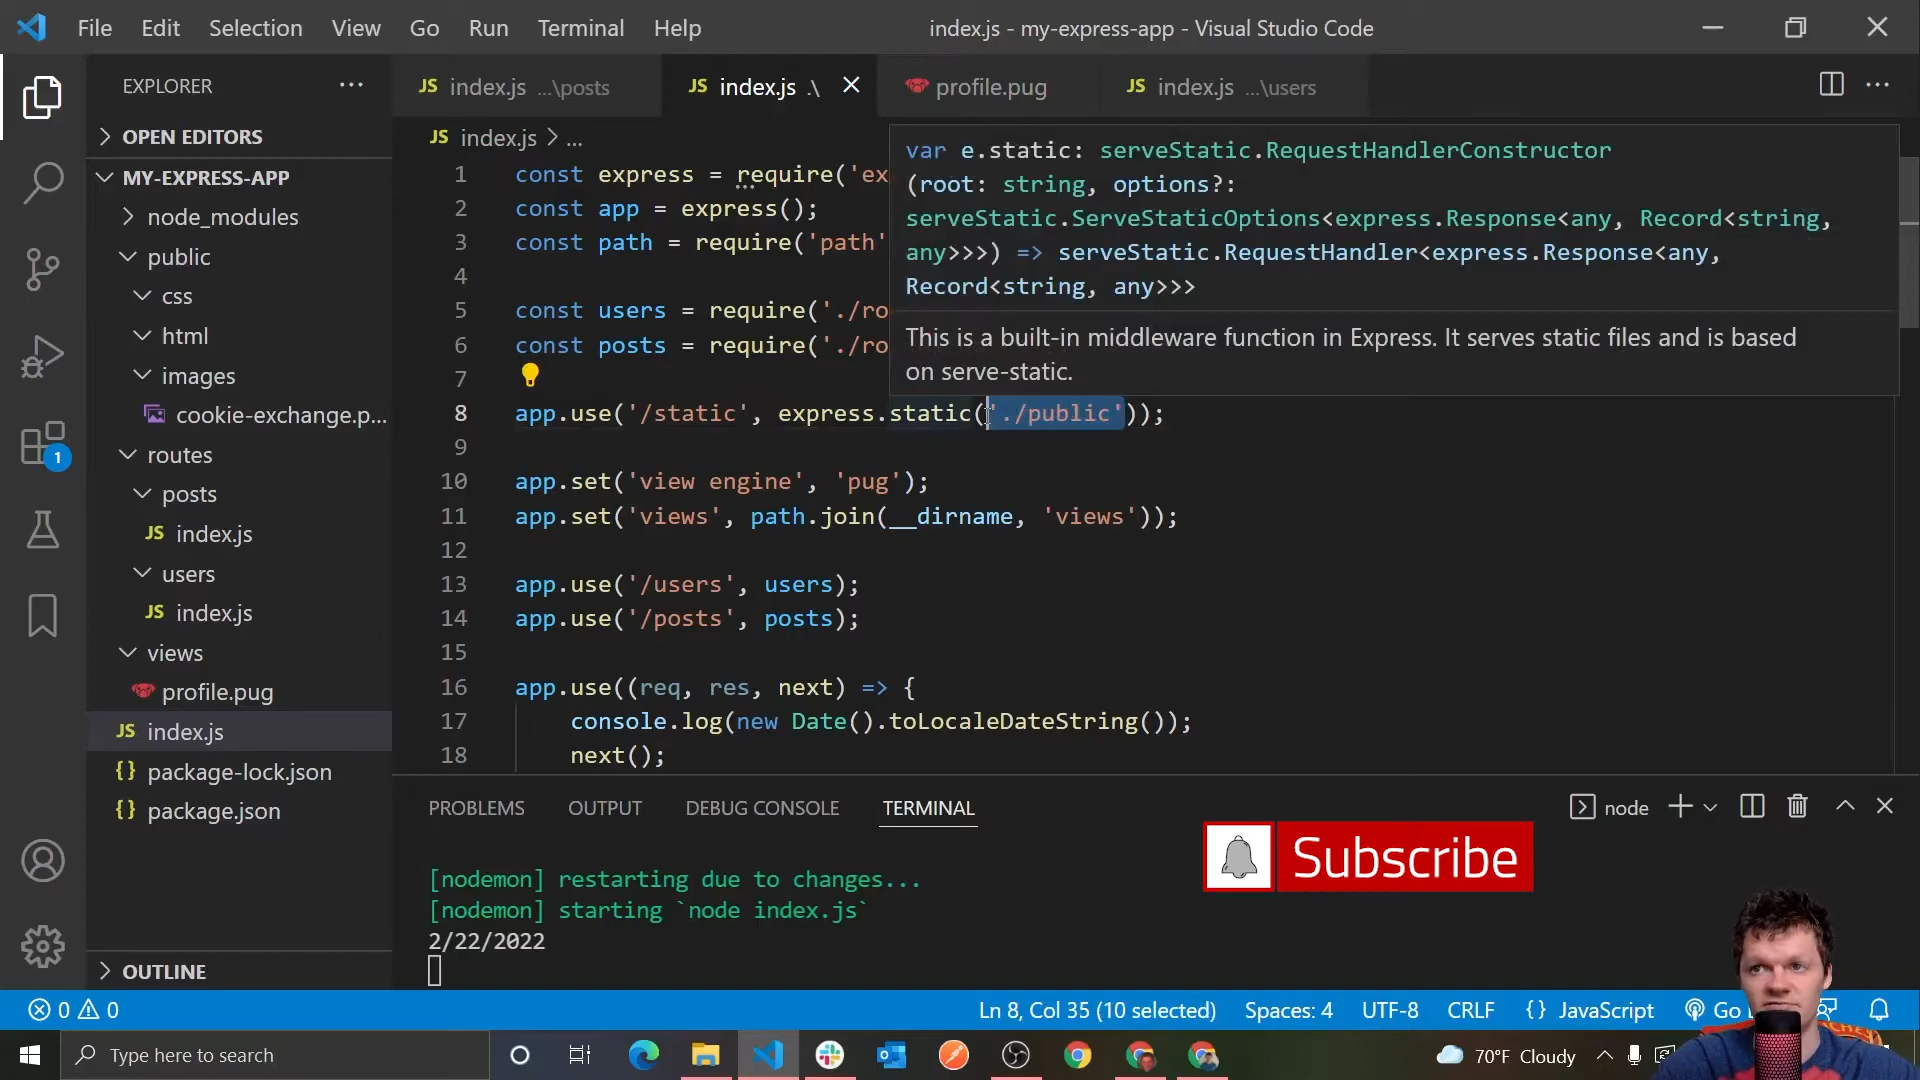 File Edit Selection View Go Run Terminal Help
index.js - my-express-app - Visual Studio Code
EXPLORER
JS index.js ...\posts
JS index.js .\
profile.pug
JS index.js ...\users
OPEN EDITORS
MY-EXPRESS-APP
node_modules
public
css
html
images
cookie-exchange.p...
routes
posts
JS index.js
users
JS index.js
views
profile.pug
JS index.js
{} package-lock.json
{} package.json
OUTLINE
1
JS index.js > ...
1 const express = require('ex
2 const app = express();
3 const path = require('path'
4
5 const users = require('./ro
6 const posts = require('./ro
7
8 app.use('/static', express.static('./public'));
9
10 app.set('view engine', 'pug');
11 app.set('views', path.join(__dirname, 'views'));
12
13 app.use('/users', users);
14 app.use('/posts', posts);
15
16 app.use((req, res, next) => {
17 console.log(new Date().toLocaleDateString());
18 next();
var e.static: serveStatic.RequestHandlerConstructor
(root: string, options?:
serveStatic.ServeStaticOptions<express.Response<any, Record<string,
any>>>) => serveStatic.RequestHandler<express.Response<any,
Record<string, any>>>
This is a built-in middleware function in Express. It serves static files and is based
on serve-static.
PROBLEMS OUTPUT DEBUG CONSOLE TERMINAL
node
[nodemon] restarting due to changes...
[nodemon] starting `node index.js`
2/22/2022
Subscribe
0 0
Ln 8, Col 35 (10 selected) Spaces: 4 UTF-8 CRLF {} JavaScript Go
Type here to search
70°F Cloudy